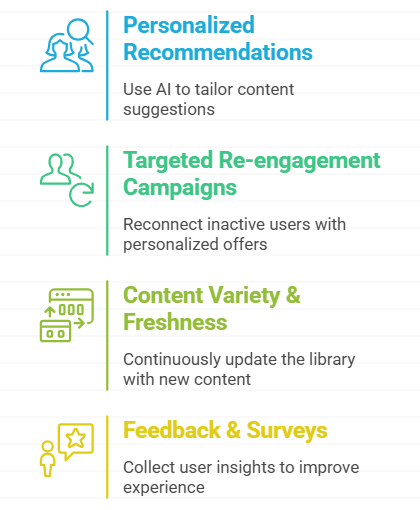 Personalized
Recommendations
Use AI to tailor content
suggestions
Targeted Re-engagement
Campaigns
Reconnect inactive users with
personalized offers
Content Variety &
Freshness
Continuously update the library
with new content
Feedback & Surveys
Collect user insights to improve
experience